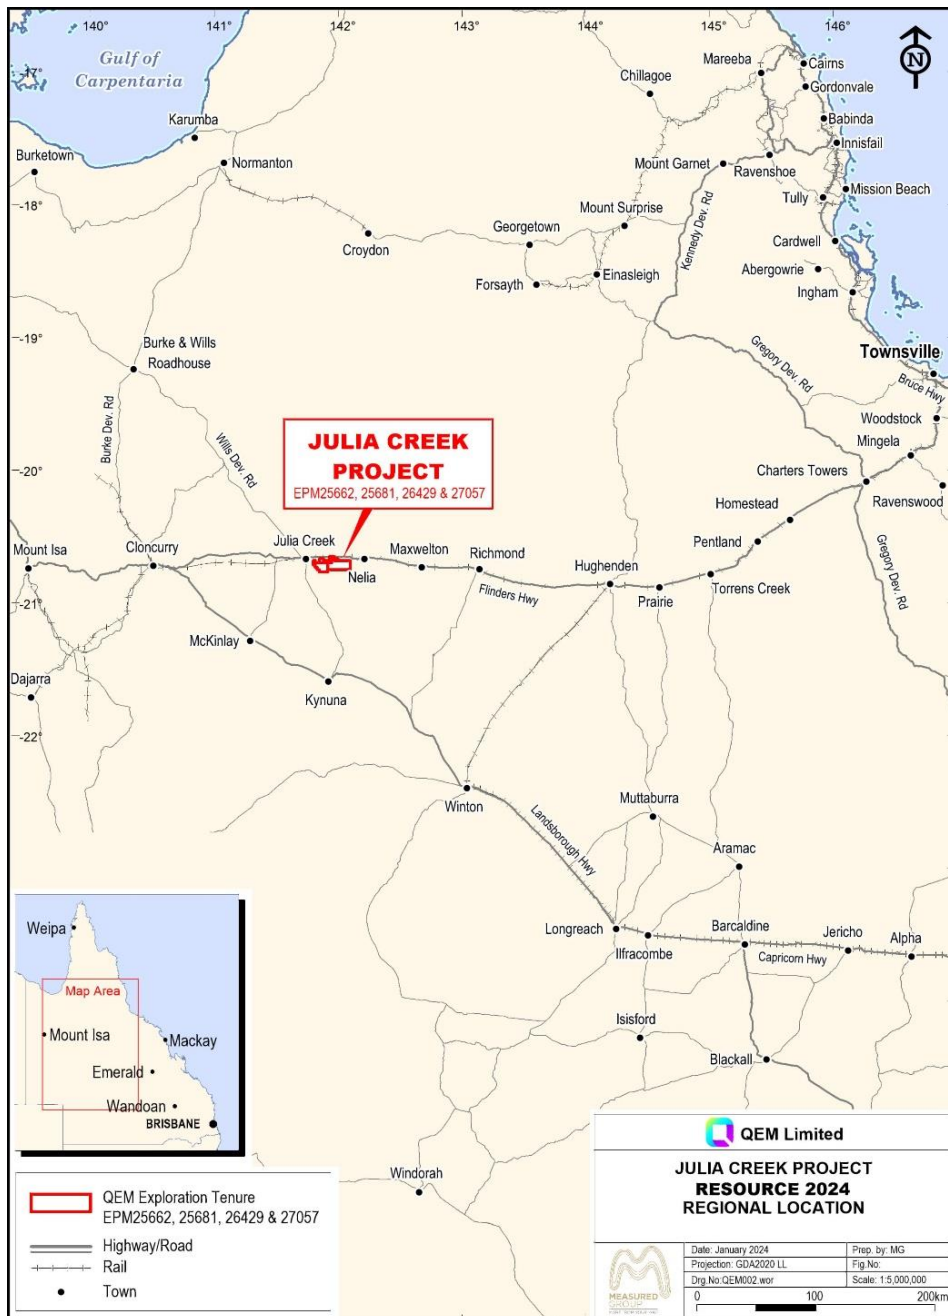 140°
141°
142°
143°
144°
145°
146°
Gulf of
Carpentaria
-17°
Mareeba
Cairns
Chillagoe
Gordonvale
Karumba
Babinda
Innisfail
Burketown
Normanton
Mount Garnet
Ravenshoe
Mission Beach
-18°
Tully
Mount Surprise
Kennedy Dev. Rd
Croydon
Georgetown
Cardwell
Forsayth
Einasleigh
Abergowrie
Ingham
-19°
Burke & Wills
Roadhouse
Gregory Dev. Rd
Townsville
Bruce Hwy
Burke Dev. Rd
Wills Dev. Rd
Woodstock
JULIA CREEK
PROJECT
EPM25662, 25681, 26429 & 27057
Mingela
-20°
Charters Towers
Ravenswood
Homestead
Mount Isa
Cloncurry
Julia Creek
Nelia
Maxwelton
Richmond
Pentland
Flinders Hwy
Hughenden
Prairie
Torrens Creek
Gregory Dev. Rd
-21°
McKinlay
Dajarra
Kynuna
-22°
Winton
Landsborough Hwy
Muttaburra
Aramac
Longreach
Ilfracombe
Barcaldine
Capricorn Hwy
Jericho
Alpha
Isisford
Blackall
Windorah
N
Weipa
Map Area
Mount Isa
Mackay
Emerald
Wandoan
BRISBANE
QEM Exploration Tenure
EPM25662, 25681, 26429 & 27057
Highway/Road
Rail
Town
QEM Limited
JULIA CREEK PROJECT
RESOURCE 2024
REGIONAL LOCATION
MEASURED
GROUP
Date: January 2024
Prep. by: MG
Projection: GDA2020 LL
Fig.No:
Drg.No:QEM002.wor
Scale: 1:5,000,000
0 100 200km